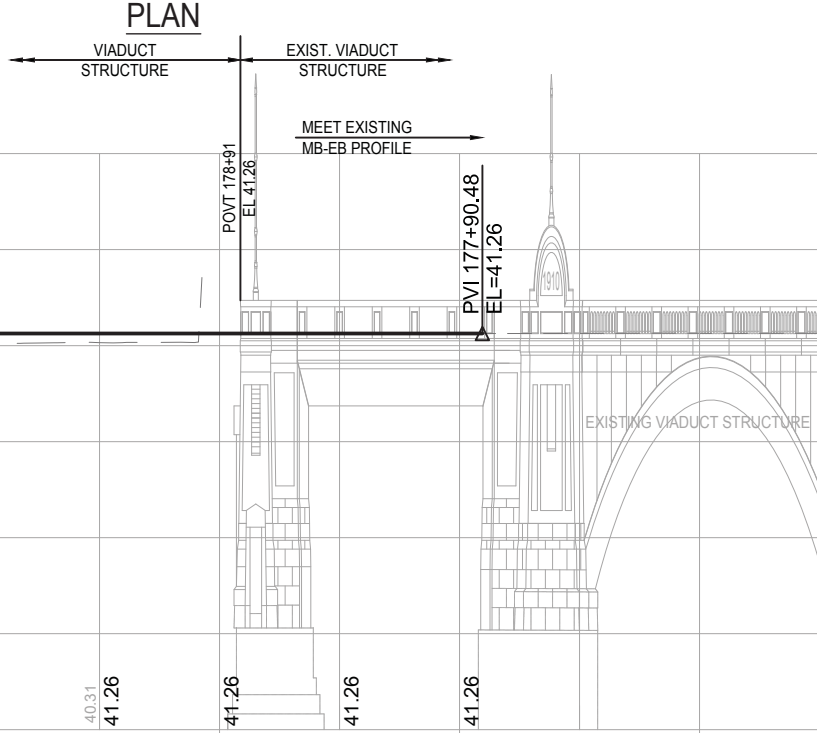 PLAN
VIADUCT
STRUCTURE
EXIST. VIADUCT
STRUCTURE
MEET EXISTING
MB-EB PROFILE
POVT 178+91
EL 41.26
PVI 177+90.48
EL=41.26
1910
EXISTING VIADUCT STRUCTURE
40.31
41.26
41.26
41.26
41.26